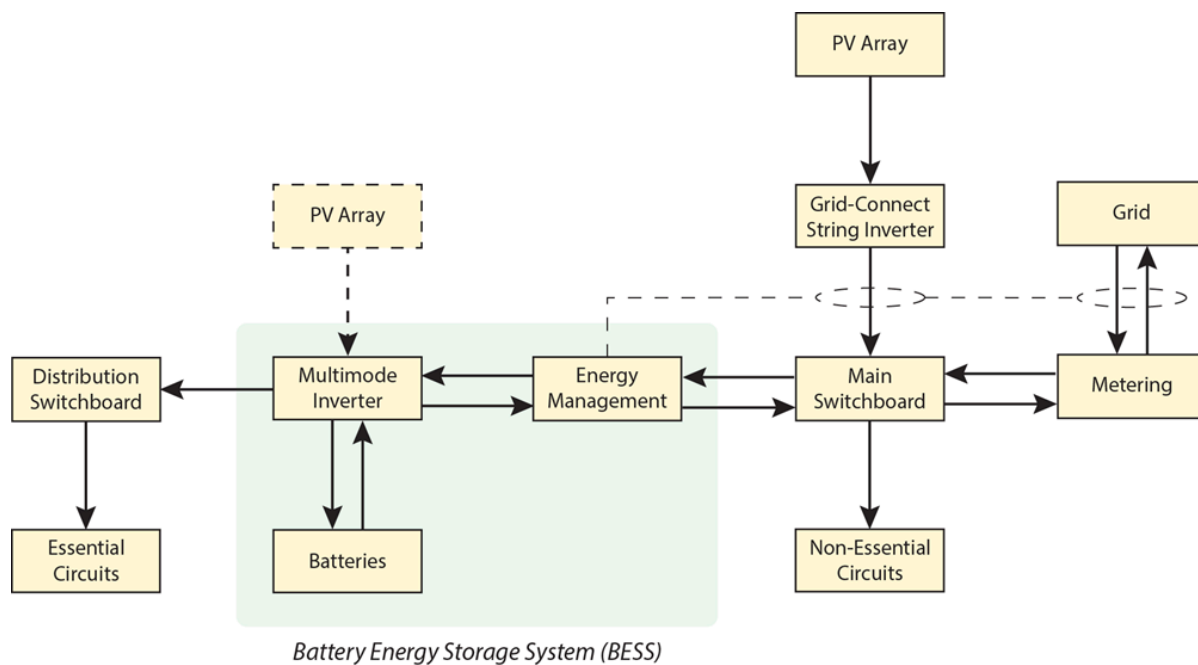 PV Array
PV Array
Grid-Connect
String Inverter
Grid
Distribution
Switchboard
Multimode
Inverter
Energy
Management
Main
Switchboard
Metering
Essential
Circuits
Batteries
Non-Essential
Circuits
Battery Energy Storage System (BESS)